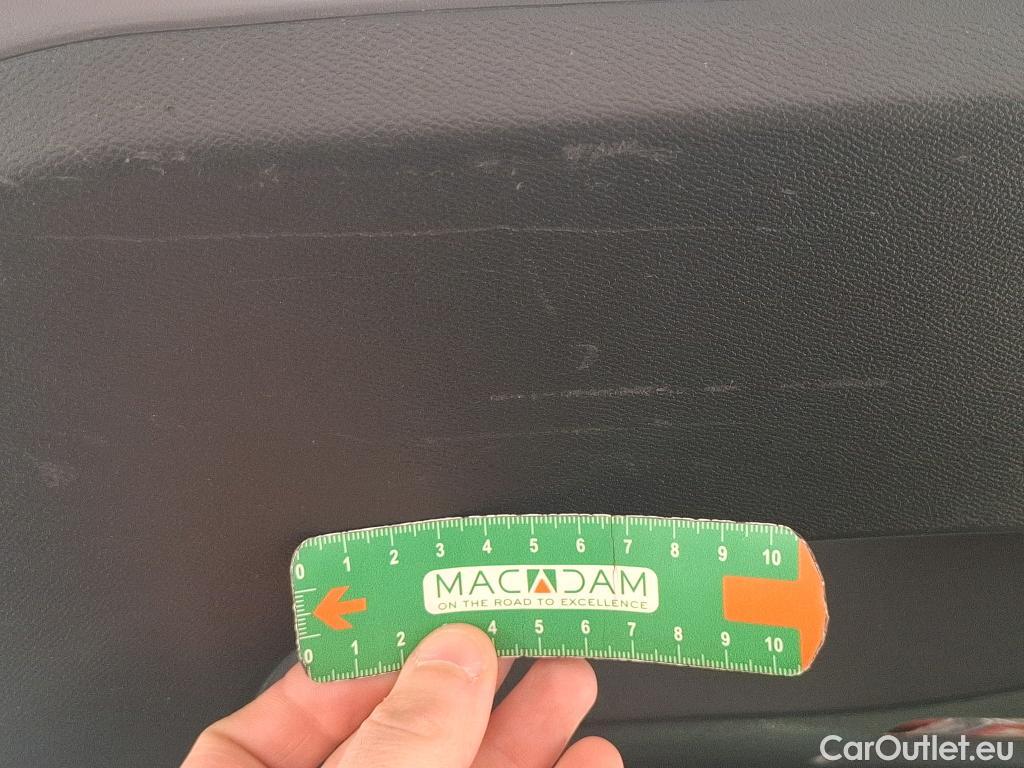 0 1 2 3 4 5 6 7 8 9 10
MACADAM
ON THE ROAD TO EXCELLENCE
0 1 2 4 5 6 7 8 9 10
CarOutlet.eu